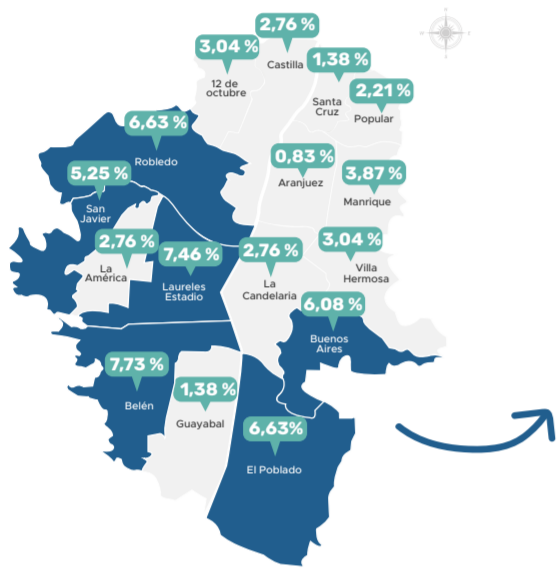 2,76 %
Castilla
3,04 %
12 de
octubre
1,38 %
Santa
Cruz
2,21 %
Popular
6,63 %
Robledo
5,25 %
San
Javier
0,83 %
Aranjuez
3,87 %
Manrique
2,76 %
La
América
7,46 %
Laureles
Estadio
2,76 %
La
Candelaria
3,04 %
Villa
Hermosa
6,08 %
Buenos
Aires
7,73 %
Belén
1,38 %
Guayabal
6,63%
El Poblado